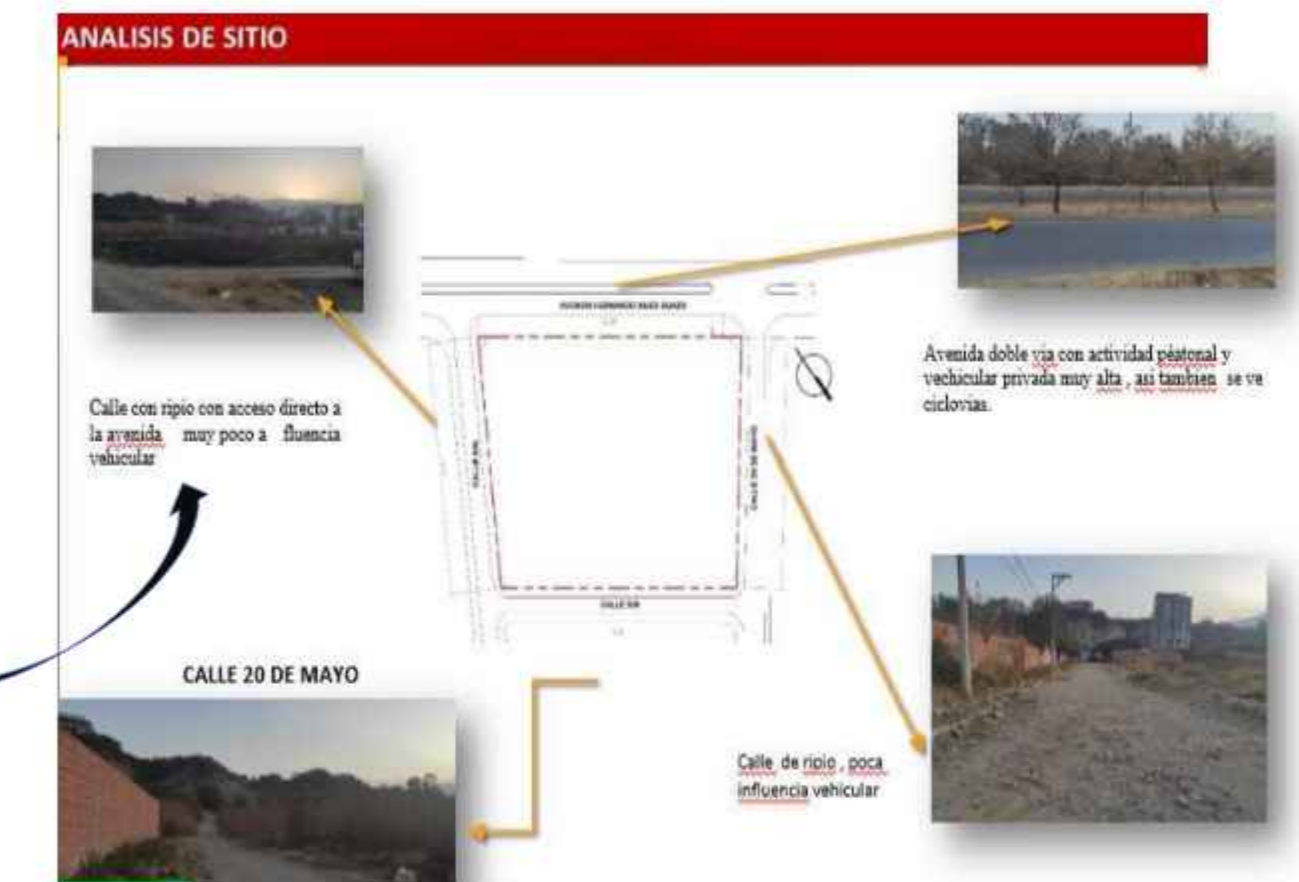 ANALISIS DE SITIO
Avenida doble via con actividad peatonal y
vechicular privada muy alta , asi tambien se ve
ciclovias.
Calle con ripio con acceso directo a
la avenida muy poco a fluencia
vehicular
CALLE 20 DE MAYO
Calle de ripio , poca
influencia vehicular